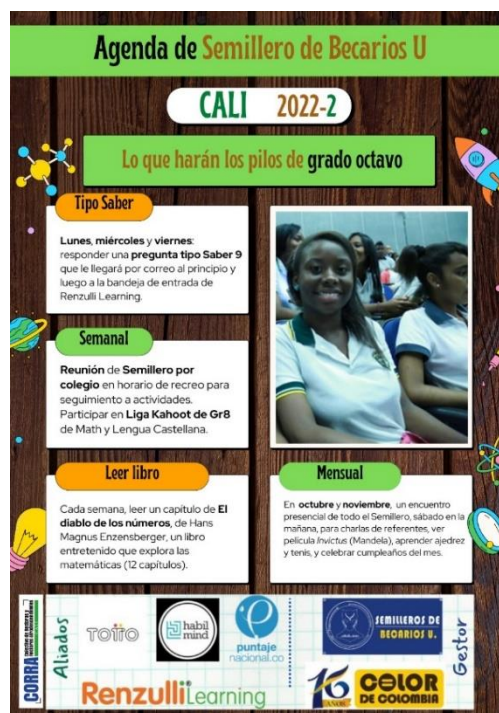 Agenda de Semillero de Becarios U
CALI 2022-2
Lo que harán los pilos de grado octavo
Tipo Saber
Lunes, miércoles y viernes:
responder una pregunta tipo Saber 9
que le llegará por correo al principio y
luego a la bandeja de entrada de
Renzulli Learning.
Semanal
Reunión de Semillero por
colegio en horario de recreo para
seguimiento a actividades.
Participar en Liga Kahoot de Gr8
de Math y Lengua Castellana.
Leer libro
Cada semana, leer un capítulo de El
diablo de los números, de Hans
Magnus Enzensberger, un libro
entretenido que explora las
matemáticas (12 capítulos).
Mensual
En octubre y noviembre, un encuentro
presencial de todo el Semillero, sábado en la
mañana, para charlas de referentes, ver
película Invictus (Mandela), aprender ajedrez
y tenis, y celebrar cumpleaños del mes.
CORRA
Aliados
TOTTO
habil
mind
puntaje
nacional.co
Renzulli Learning
SEMILLEROS DE
BECARIOS U.
Gestor
16
AÑOS
COLOR
DE COLOMBIA